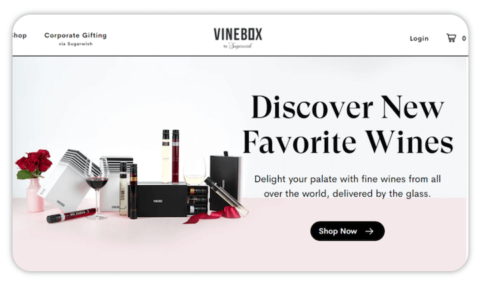 hop
Corporate Gifting
via Sugarwish
VINEBOX
by Sugarwish
Login
0
Discover New
Favorite Wines
Delight your palate with fine wines from all
over the world, delivered by the glass.
Shop Now